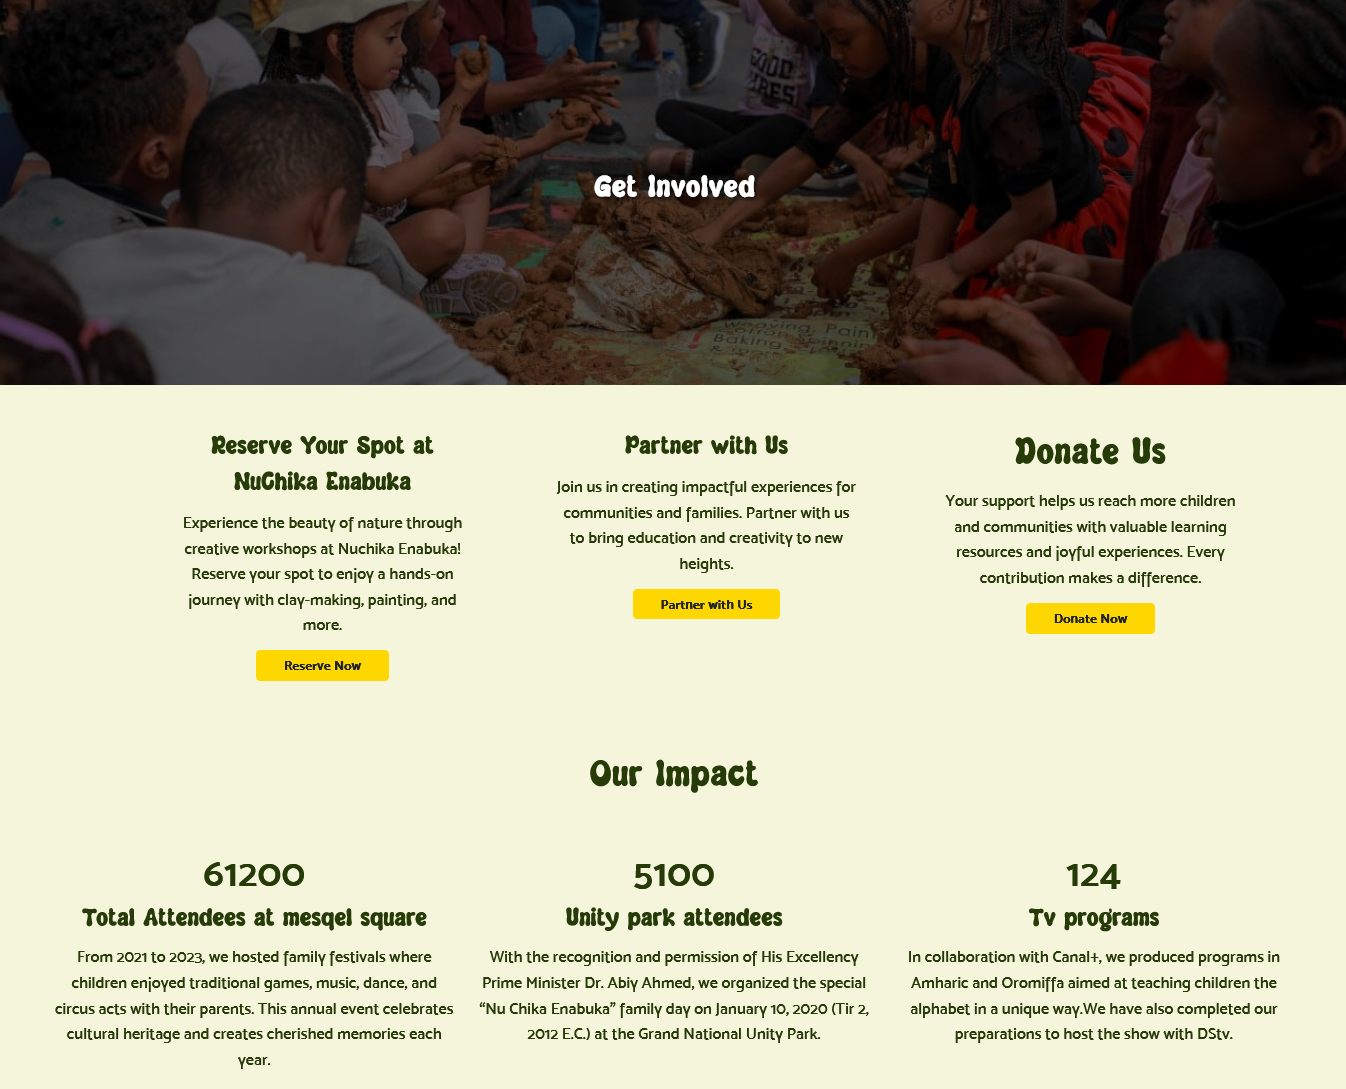 GOOD
VIBES
Get Involved
Weaving, Paint
Baking,
Reserve Your Spot at
NuChika Enabuka
Experience the beauty of nature through
creative workshops at Nuchika Enabuka!
Reserve your spot to enjoy a hands-on
journey with clay-making, painting, and
more.
Reserve Now
Partner with Us
Join us in creating impactful experiences for
communities and families. Partner with us
to bring education and creativity to new
heights.
Partner with Us
Donate Us
Your support helps us reach more children
and communities with valuable learning
resources and joyful experiences. Every
contribution makes a difference.
Donate Now
Our Impact
61200
Total Attendees at mesqel square
From 2021 to 2023, we hosted family festivals where
children enjoyed traditional games, music, dance, and
circus acts with their parents. This annual event celebrates
cultural heritage and creates cherished memories each
year.
5100
Unity park attendees
With the recognition and permission of His Excellency
Prime Minister Dr. Abiy Ahmed, we organized the special
“Nu Chika Enabuka” family day on January 10, 2020 (Tir 2,
2012 E.C.) at the Grand National Unity Park.
124
Tv programs
In collaboration with Canal+, we produced programs in
Amharic and Oromiffa aimed at teaching children the
alphabet in a unique way.We have also completed our
preparations to host the show with DStv.